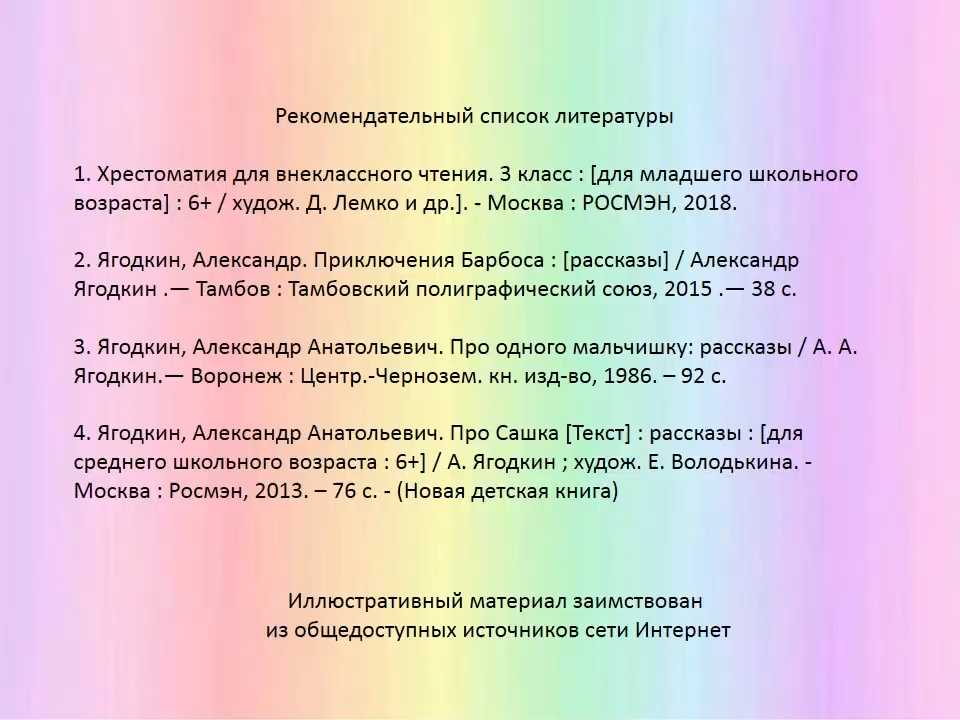 Рекомендательный список литературы
1. Хрестоматия для внеклассного чтения. 3 класс : [для младшего школьного
возраста] : 6+ / худож. Д. Лемко и др.]. - Москва : РОСМЭН, 2018.
2. Ягодкин, Александр. Приключения Барбоса : [рассказы] / Александр
Ягодкин .— Тамбов : Тамбовский полиграфический союз, 2015 .— 38 с.
3. Ягодкин, Александр Анатольевич. Про одного мальчишку: рассказы / А. А.
Ягодкин.— Воронеж : Центр.-Чернозем. кн. изд-во, 1986. – 92 с.
4. Ягодкин, Александр Анатольевич. Про Сашка [Текст] : рассказы : [для
среднего школьного возраста : 6+] / А. Ягодкин ; худож. Е. Володькина. -
Москва : Росмэн, 2013. – 76 с. - (Новая детская книга)
Иллюстративный материал заимствован
из общедоступных источников сети Интернет